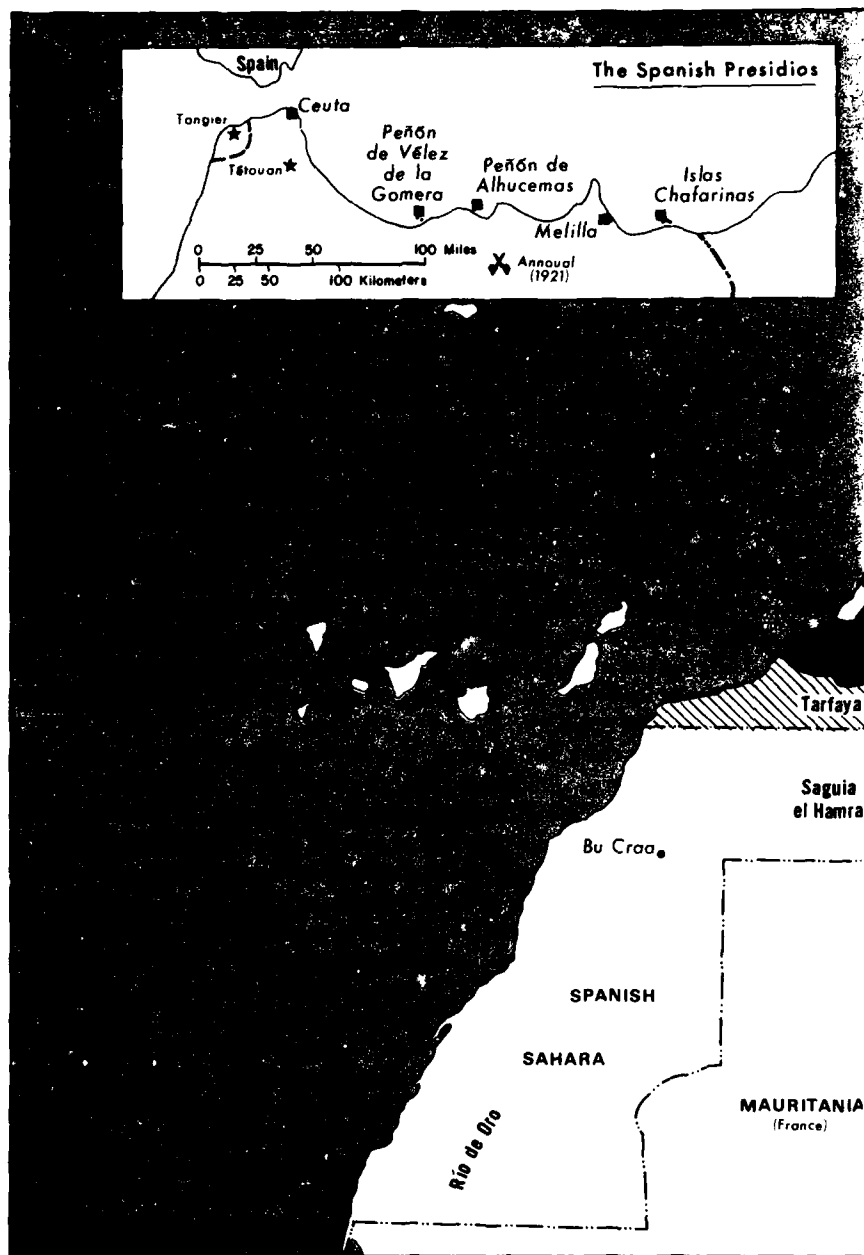 Spain
The Spanish Presidios
Tangier
Ceuta
Tétouan
Peñón
de Vélez
de la
Gomera
Peñón de
Alhucemas
Melilla
Islas
Chafarinas
0 25 50 100 Miles
0 25 50 100 Kilometers
Annoual
(1921)
Tarfaya
Saguia
el Hamra
Bu Craa
SPANISH
SAHARA
Río de Oro
MAURITANIA
(France)